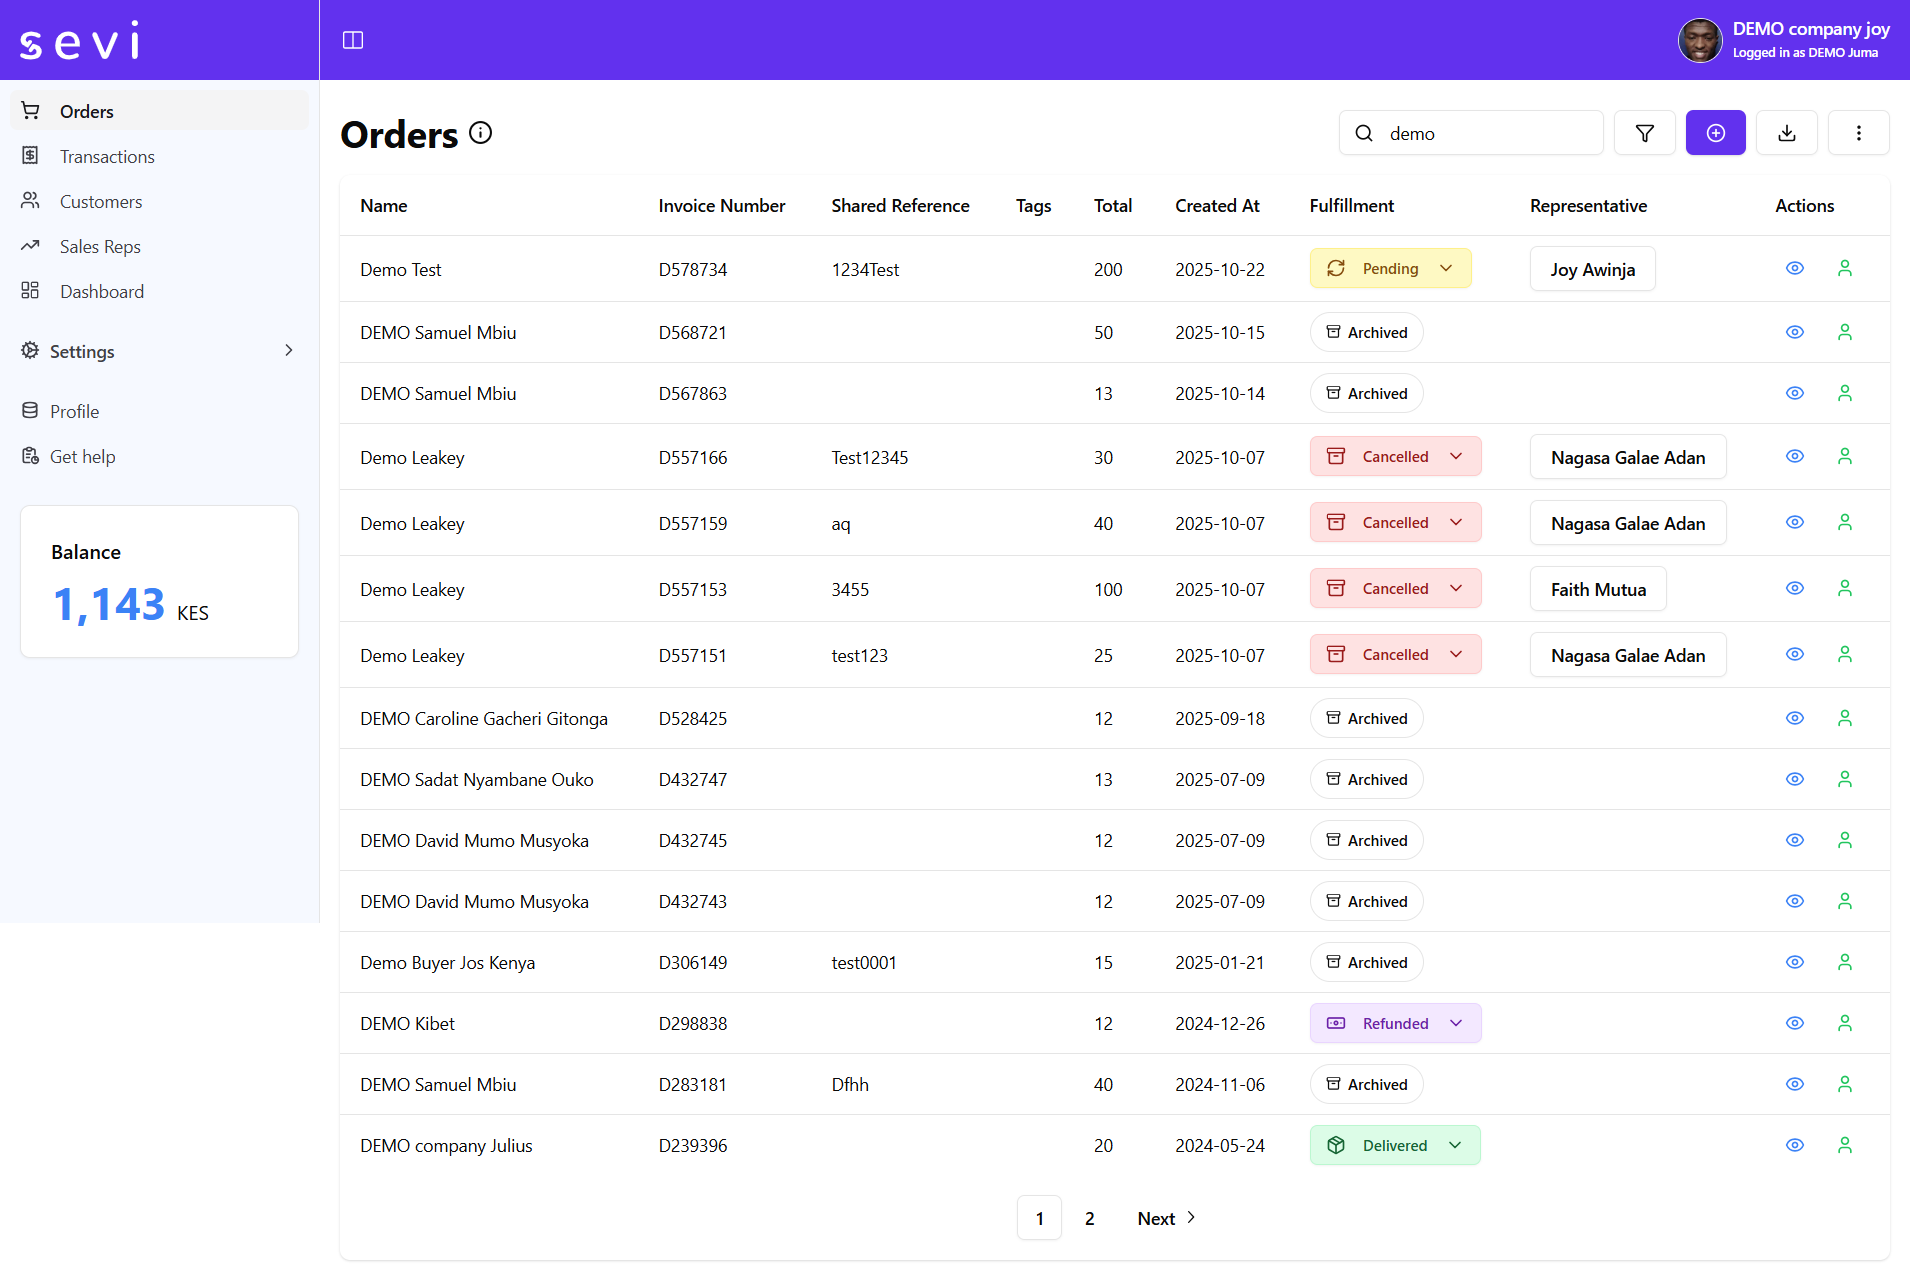 sevi
DEMO company joy
Logged in as DEMO Juma
Orders
Transactions
Customers
Sales Reps
Dashboard
Settings
Profile
Get help
Balance
1,143 KES
Orders
demo
Name Invoice Number Shared Reference Tags Total Created At Fulfillment Representative Actions
Demo Test D578734 1234Test 200 2025-10-22 Pending Joy Awinja
DEMO Samuel Mbiu D568721 50 2025-10-15 Archived
DEMO Samuel Mbiu D567863 13 2025-10-14 Archived
Demo Leakey D557166 Test12345 30 2025-10-07 Cancelled Nagasa Galae Adan
Demo Leakey D557159 aq 40 2025-10-07 Cancelled Nagasa Galae Adan
Demo Leakey D557153 3455 100 2025-10-07 Cancelled Faith Mutua
Demo Leakey D557151 test123 25 2025-10-07 Cancelled Nagasa Galae Adan
DEMO Caroline Gacheri Gitonga D528425 12 2025-09-18 Archived
DEMO Sadat Nyambane Ouko D432747 13 2025-07-09 Archived
DEMO David Mumo Musyoka D432745 12 2025-07-09 Archived
DEMO David Mumo Musyoka D432743 12 2025-07-09 Archived
Demo Buyer Jos Kenya D306149 test0001 15 2025-01-21 Archived
DEMO Kibet D298838 12 2024-12-26 Refunded
DEMO Samuel Mbiu D283181 Dfhh 40 2024-11-06 Archived
DEMO company Julius D239396 20 2024-05-24 Delivered
1 2 Next